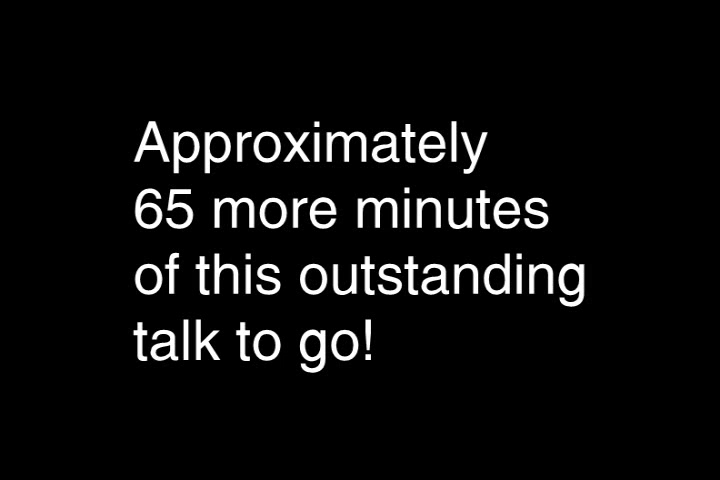 Approximately
65 more minutes
of this outstanding
talk to go!